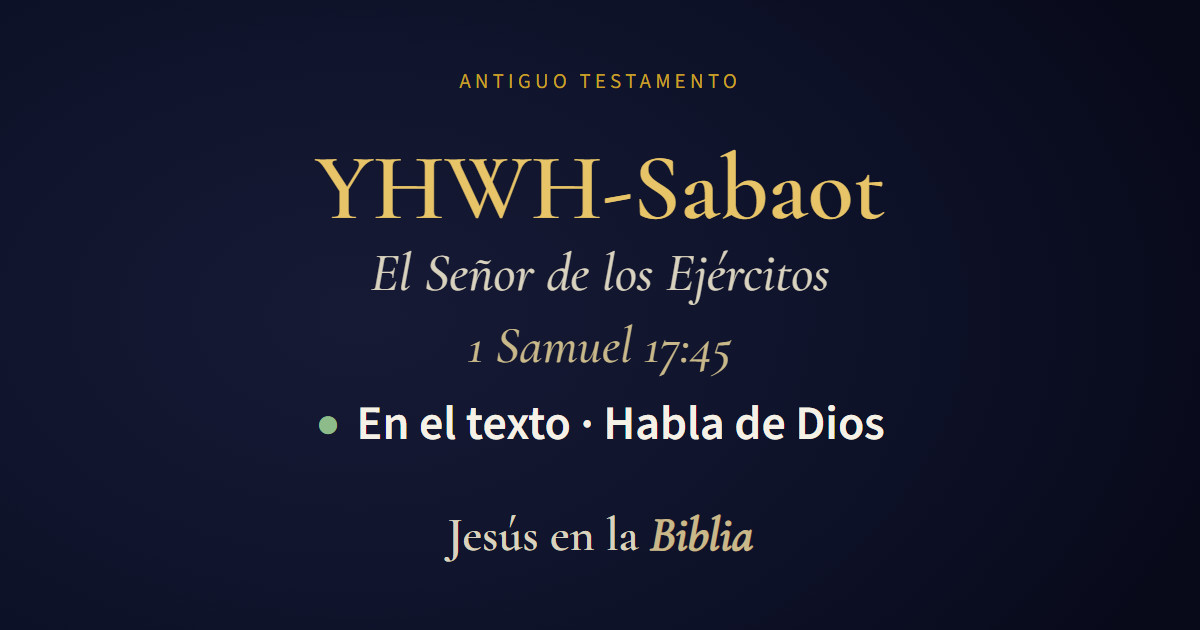 ANTIGUO TESTAMENTO
YHWH-Sabaot
El Señor de los Ejércitos
1 Samuel 17:45
En el texto · Habla de Dios
Jesús en la Biblia